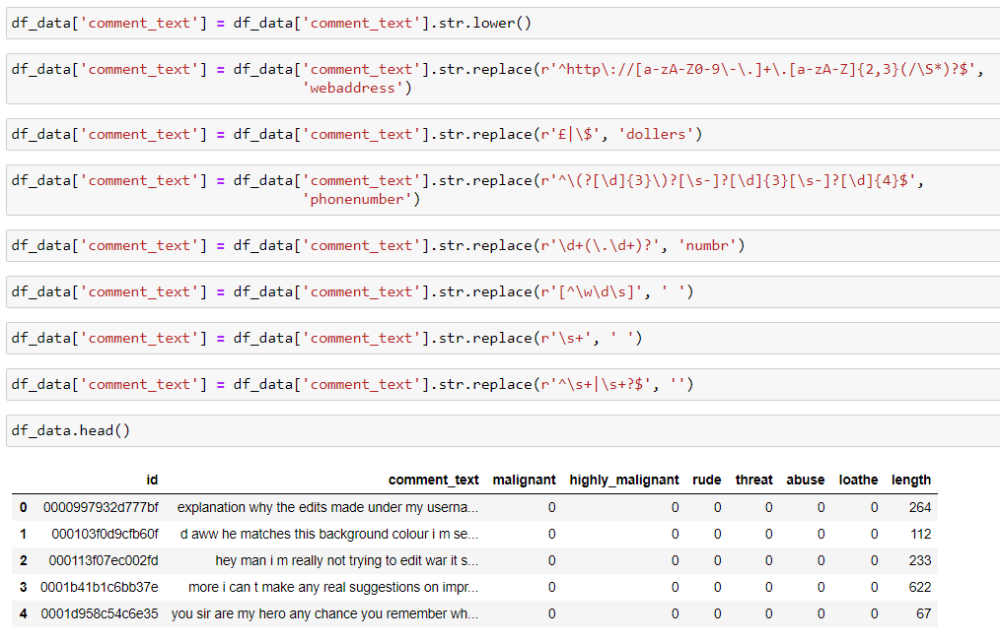 df_data['comment_text'] = df_data['comment_text'].str.lower()
df_data['comment_text'] = df_data['comment_text'].str.replace(r'^http\://[a-zA-Z0-9\-\.]+\.[a-zA-Z]{2,3}(/\S*)?$',
'webaddress')
df_data['comment_text'] = df_data['comment_text'].str.replace(r'£|\$', 'dollers')
df_data['comment_text'] = df_data['comment_text'].str.replace(r'^\(?[\d]{3}\)?[\s-]?[\d]{3}[\s-]?[\d]{4}$',
'phonenumber')
df_data['comment_text'] = df_data['comment_text'].str.replace(r'\d+(\.\d+)?', 'numbr')
df_data['comment_text'] = df_data['comment_text'].str.replace(r'[^\w\d\s]', ' ')
df_data['comment_text'] = df_data['comment_text'].str.replace(r'\s+', ' ')
df_data['comment_text'] = df_data['comment_text'].str.replace(r'^\s+|\s+?$', '')
df_data.head()
id comment_text malignant highly_malignant rude threat abuse loathe length
0 0000997932d777bf explanation why the edits made under my userna... 0 0 0 0 0 0 264
1 000103f0d9cfb60f d aww he matches this background colour i m se... 0 0 0 0 0 0 112
2 000113f07ec002fd hey man i m really not trying to edit war it s... 0 0 0 0 0 0 233
3 0001b41b1c6bb37e more i can t make any real suggestions on impr... 0 0 0 0 0 0 622
4 0001d958c54c6e35 you sir are my hero any chance you remember wh... 0 0 0 0 0 0 67